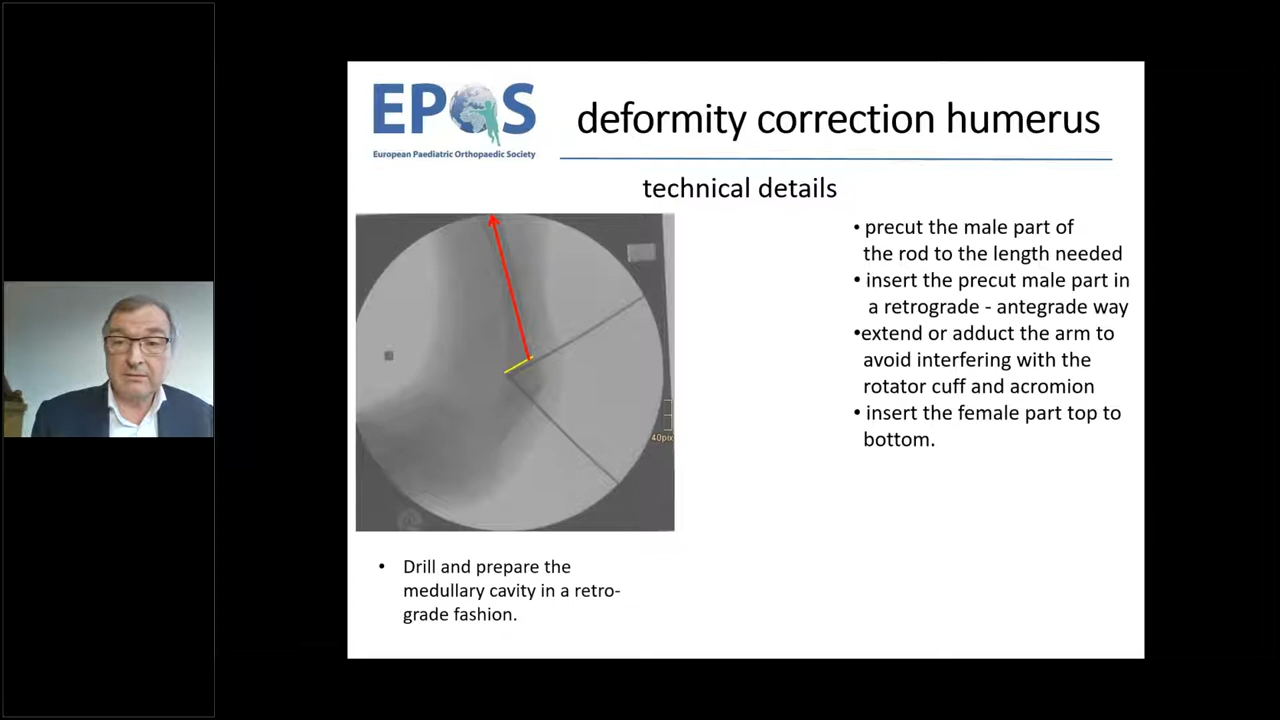 EPOS
European Paediatric Orthopaedic Society
deformity correction humerus
technical details
• precut the male part of
the rod to the length needed
• insert the precut male part in
a retrograde - antegrade way
•extend or adduct the arm to
avoid interfering with the
rotator cuff and acromion
• insert the female part top to
bottom.
40pix
• Drill and prepare the
medullary cavity in a retro-
grade fashion.